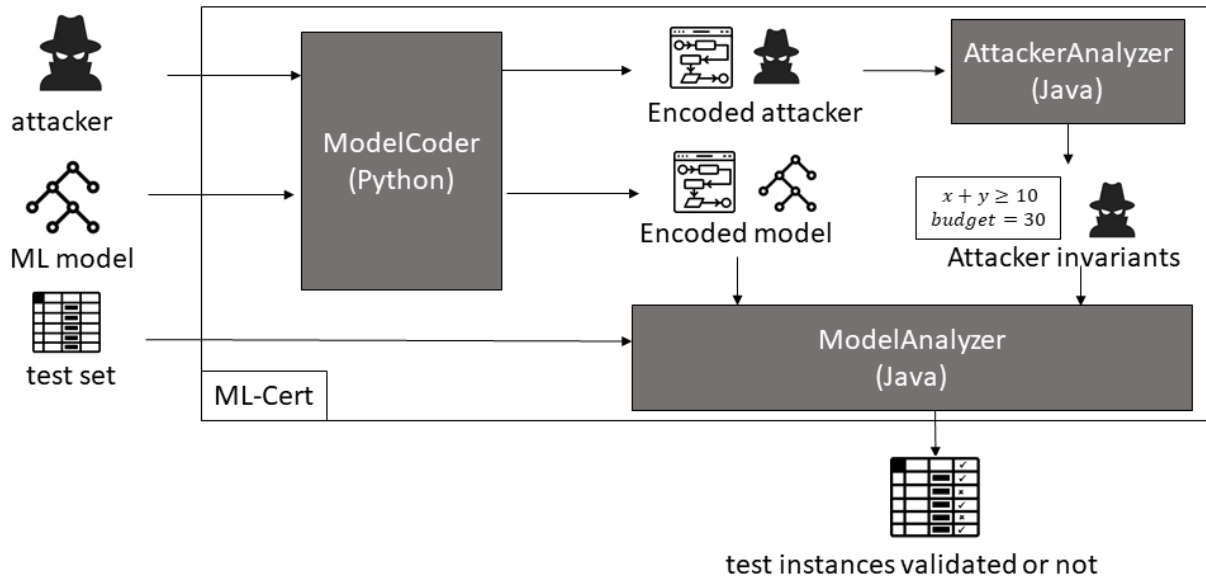 attacker
ML model
test set
ModelCoder
(Python)
Encoded attacker
Encoded model
AttackerAnalyzer
(Java)
x + y ≥ 10
budget = 30
Attacker invariants
ModelAnalyzer
(Java)
ML-Cert
test instances validated or not